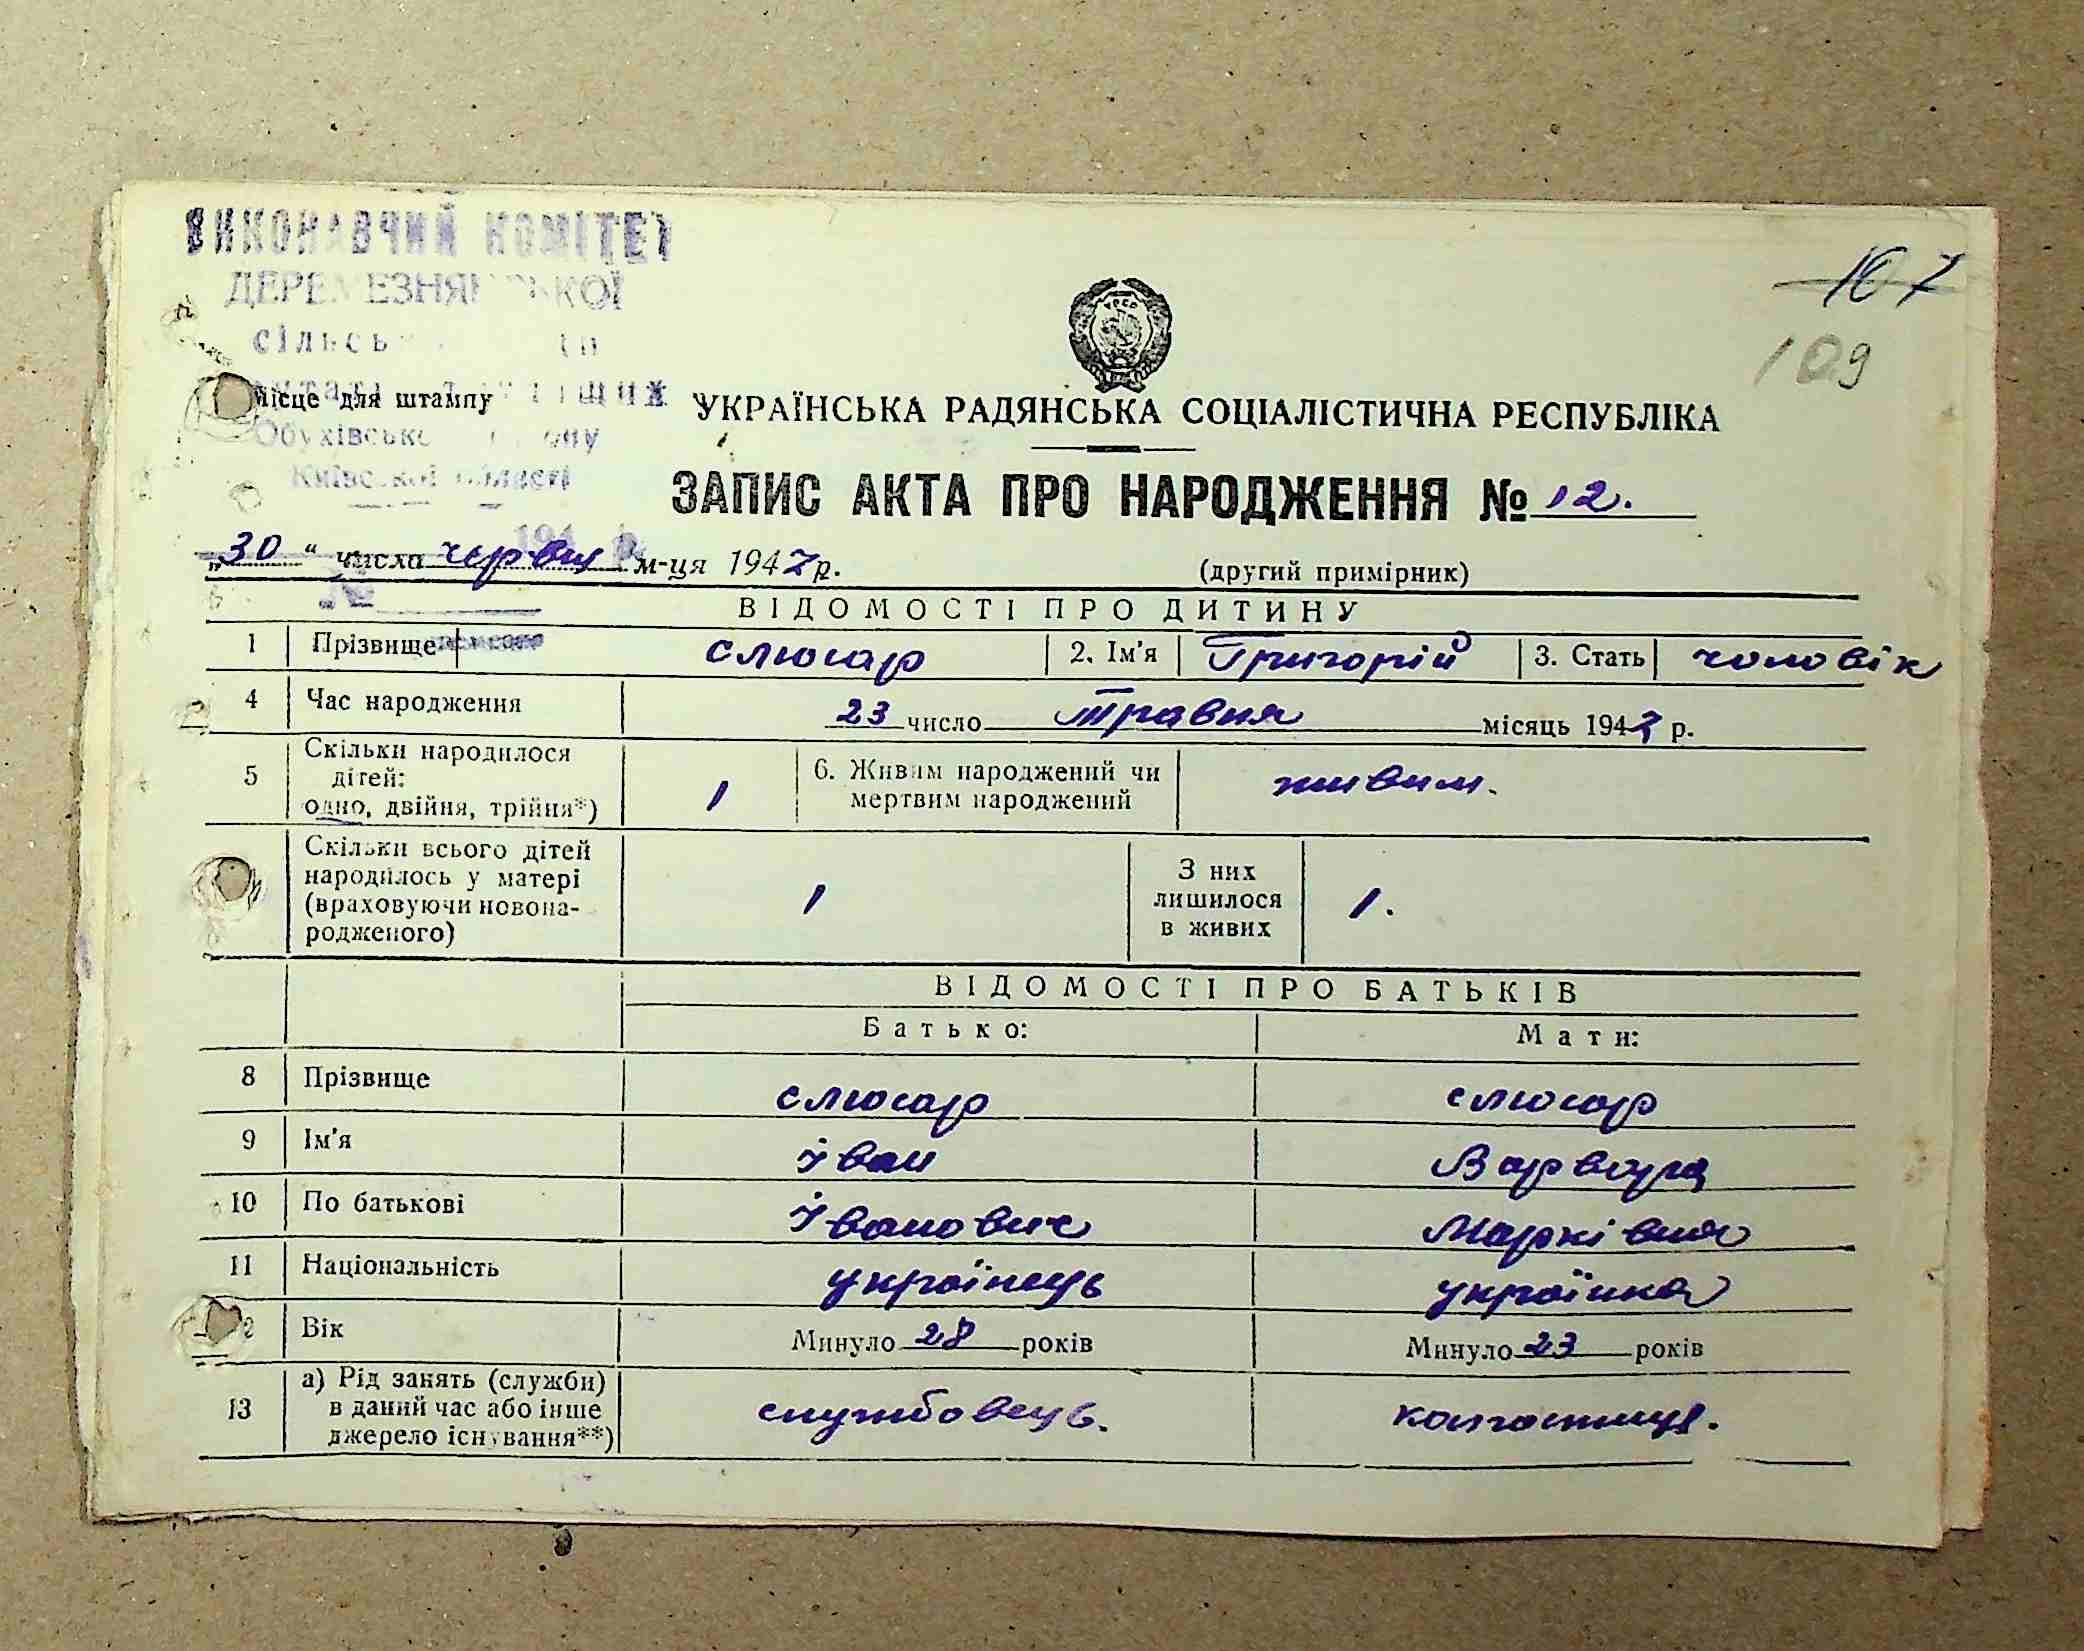 ВИКОНАВЧИЙ КОМІТЕТ
107
109
місце для штампу
УКРАЇНСЬКА РАДЯНСЬКА СОЦІАЛІСТИЧНА РЕСПУБЛІКА
Київської області
ЗАПИС АКТА ПРО НАРОДЖЕННЯ № 12.
„30“ числа червня м-ця 1947 р.
(другий примірник)
№
ВІДОМОСТІ ПРО ДИТИНУ
1 Прізвище Слюсар 2. Ім'я Григорій 3. Стать чоловік
4 Час народження 23 число Травня місяць 1947 р.
5 Скільки народилося дітей: одно, двійня, трійня*) 1 6. Живим народжений чи мертвим народжений живим.
Скільки всього дітей народилось у матері (враховуючи новонародженого) 1 З них лишилося в живих 1.
ВІДОМОСТІ ПРО БАТЬКІВ
Батько: Мати:
8 Прізвище Слюсар Слюсар
9 Ім'я Іван Варвара
10 По батькові Іванович Марківна
11 Національність українець українка
Вік Минуло 28 років Минуло 23 років
13 а) Рід занять (служби) в даний час або інше джерело існування**) службовець. колгоспниця.